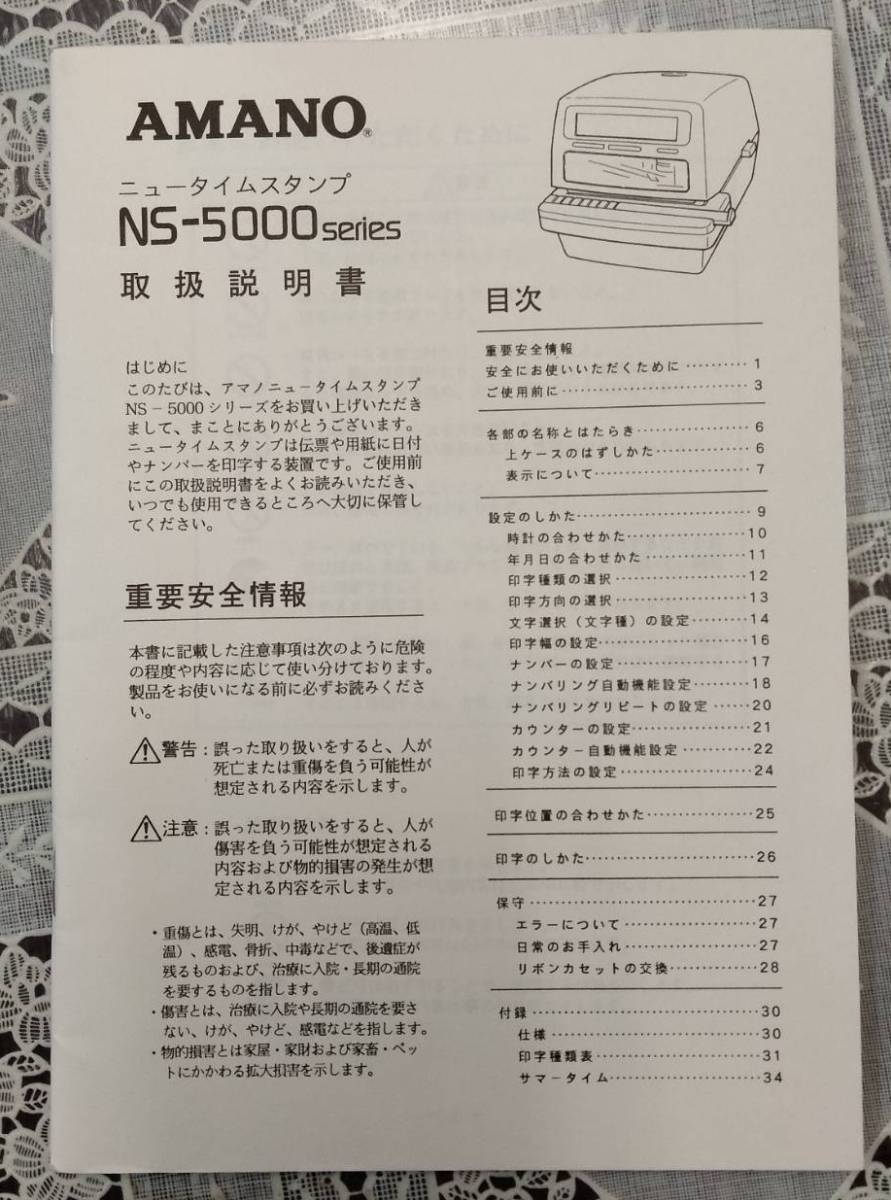 AMANO®
ニュータイムスタンプ
NS-5000series
取扱説明書
はじめに
このたびは、アマノニュータイムスタンプ
NS－5000シリーズをお買い上げいただき
まして、まことにありがとうございます。
ニュータイムスタンプは伝票や用紙に日付
やナンバーを印字する装置です。ご使用前
にこの取扱説明書をよくお読みいただき、
いつでも使用できるところへ大切に保管し
てください。
重要安全情報
本書に記載した注意事項は次のように危険
の程度や内容に応じて使い分けております。
製品をお使いになる前に必ずお読みくださ
い。
⚠警告：誤った取り扱いをすると、人が
死亡または重傷を負う可能性が
想定される内容を示します。
⚠注意：誤った取り扱いをすると、人が
傷害を負う可能性が想定される
内容および物的損害の発生が想
定される内容を示します。
・重傷とは、失明、けが、やけど（高温、低
温）、感電、骨折、中毒などで、後遺症が
残るものおよび、治療に入院・長期の通院
を要するものを指します。
・傷害とは、治療に入院や長期の通院を要さ
ない、けが、やけど、感電などを指します。
・物的損害とは家屋・家財および家畜・ペッ
トにかかわる拡大損害を示します。
目次
重要安全情報
安全にお使いいただくために ・・・・・・・・・・ 1
ご使用前に ・・・・・・・・・・・・・・・・・・・・・ 3
各部の名称とはたらき ・・・・・・・・・・・・・・ 6
上ケースのはずしかた ・・・・・・・・・・・・ 6
表示について ・・・・・・・・・・・・・・・・・・ 7
設定のしかた ・・・・・・・・・・・・・・・・・・・・ 9
時計の合わせかた ・・・・・・・・・・・・・・ 10
年月日の合わせかた ・・・・・・・・・・・・ 11
印字種類の選択 ・・・・・・・・・・・・・・・・ 12
印字方向の選択 ・・・・・・・・・・・・・・・・ 13
文字選択（文字種）の設定 ・・・・・・・・ 14
印字幅の設定 ・・・・・・・・・・・・・・・・・・ 16
ナンバーの設定 ・・・・・・・・・・・・・・・・ 17
ナンバリング自動機能設定 ・・・・・・・・ 18
ナンバリングリピートの設定 ・・・・・・ 20
カウンターの設定 ・・・・・・・・・・・・・・ 21
カウンタ－自動機能設定 ・・・・・・・・・・ 22
印字方法の設定 ・・・・・・・・・・・・・・・・ 24
印字位置の合わせかた ・・・・・・・・・・・・・・ 25
印字のしかた ・・・・・・・・・・・・・・・・・・・・ 26
保守 ・・・・・・・・・・・・・・・・・・・・・・・・・・ 27
エラーについて ・・・・・・・・・・・・・・・・ 27
日常のお手入れ ・・・・・・・・・・・・・・・・ 27
リボンカセットの交換 ・・・・・・・・・・・・ 28
付録 ・・・・・・・・・・・・・・・・・・・・・・・・・・ 30
仕様 ・・・・・・・・・・・・・・・・・・・・・・・・ 30
印字種類表 ・・・・・・・・・・・・・・・・・・・・ 31
サマ－タイム ・・・・・・・・・・・・・・・・・・ 34